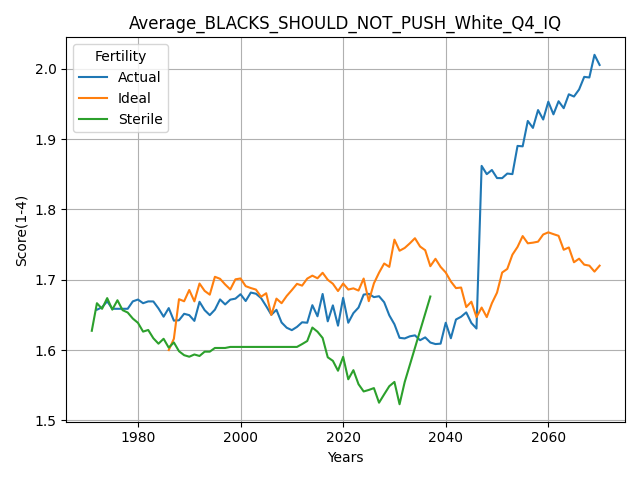 Average_BLACKS_SHOULD_NOT_PUSH_White_Q4_IQ
Fertility
Actual
Ideal
Sterile
Score(1-4)
2.0
1.9
1.8
1.7
1.6
1.5
1980 2000 2020 2040 2060
Years